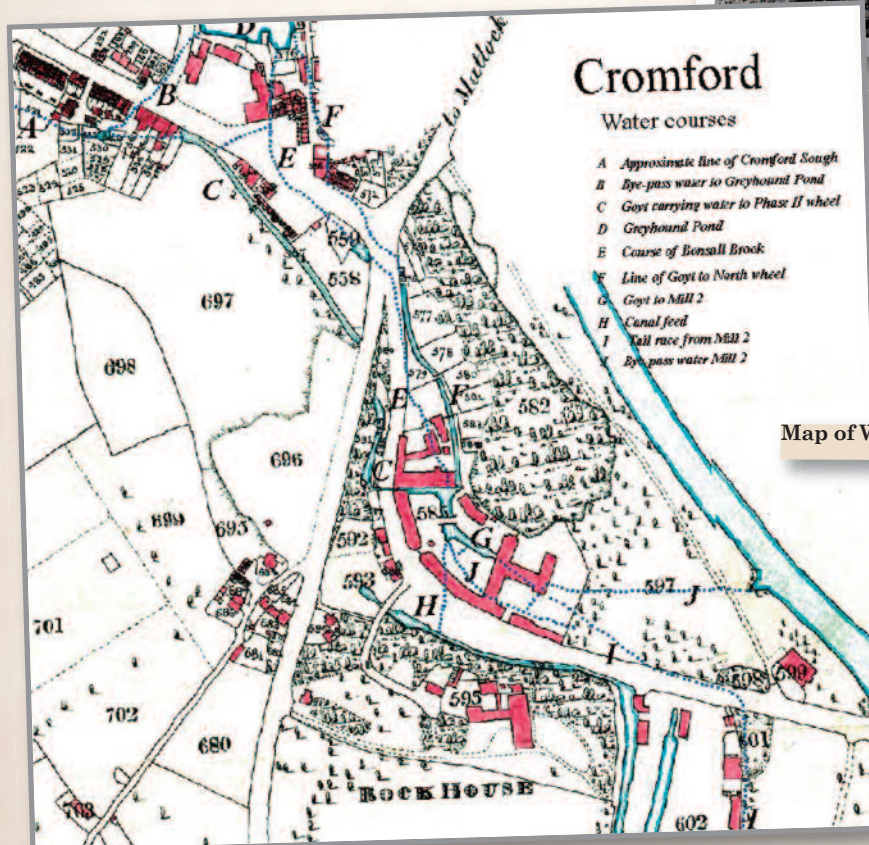 Cromford
Water courses
A Approximate line of Cromford Sough
B Bye-pass water to Greyhound Pond
C Goyt carrying water to Phase II wheel
D Greyhound Pond
E Course of Bonsall Brook
F Line of Goyt to North wheel
G Goyt to Mill 2
H Canal feed
I Tail race from Mill 2
J Bye-pass water Mill 2
Map of W
to Matlock
D
B
A
F
E
C
559
558
697
698
577
578
579
580
582
E
F
696
C
585
G
699
695
592
593
J
H
597
J
701
I
598
599
595
702
680
601
ROCK HOUSE
703
602
I